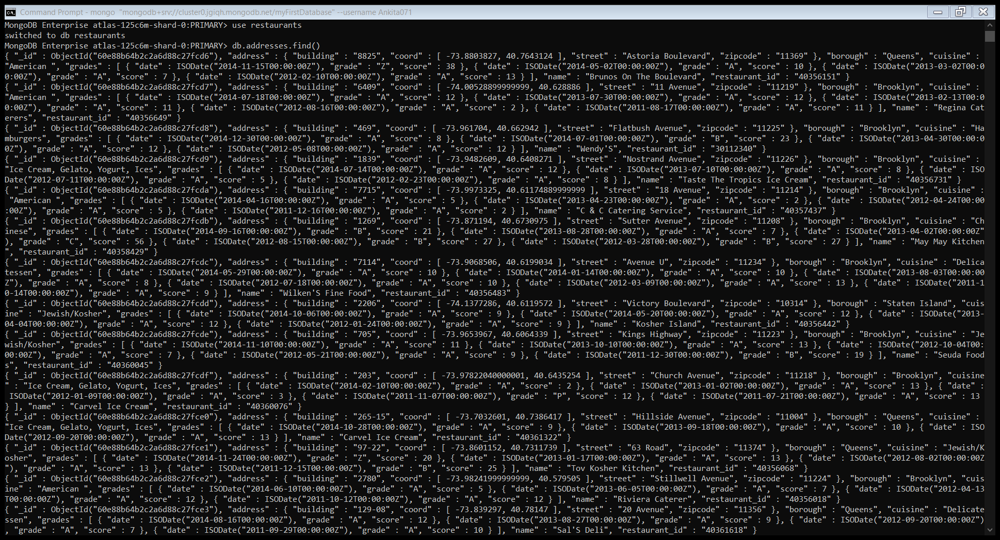 Command Prompt - mongo  "mongodb+srv://cluster0.jgiqh.mongodb.net/myFirstDatabase" --username Ankita071
MongoDB Enterprise atlas-125c6m-shard-0:PRIMARY> use restaurants
switched to db restaurants
MongoDB Enterprise atlas-125c6m-shard-0:PRIMARY> db.addresses.find()
{ "_id" : ObjectId("60e88b64b2c2a6d88c27fcd6"), "address" : { "building" : "8825", "coord" : [ -73.8803827, 40.7643124 ], "street" : "Astoria Boulevard", "zipcode" : "11369" }, "borough" : "Queens", "cuisine" :
"American ", "grades" : [ { "date" : ISODate("2014-11-15T00:00:00Z"), "grade" : "Z", "score" : 38 }, { "date" : ISODate("2014-05-02T00:00:00Z"), "grade" : "A", "score" : 10 }, { "date" : ISODate("2013-03-02T00:0
0:00Z"), "grade" : "A", "score" : 7 }, { "date" : ISODate("2012-02-10T00:00:00Z"), "grade" : "A", "score" : 13 } ], "name" : "Brunos On The Boulevard", "restaurant_id" : "40356151" }
{ "_id" : ObjectId("60e88b64b2c2a6d88c27fcd7"), "address" : { "building" : "6409", "coord" : [ -74.00528899999999, 40.628886 ], "street" : "11 Avenue", "zipcode" : "11219" }, "borough" : "Brooklyn", "cuisine" :
"American ", "grades" : [ { "date" : ISODate("2014-07-18T00:00:00Z"), "grade" : "A", "score" : 12 }, { "date" : ISODate("2013-07-30T00:00:00Z"), "grade" : "A", "score" : 12 }, { "date" : ISODate("2013-02-13T00:0
0:00Z"), "grade" : "A", "score" : 11 }, { "date" : ISODate("2012-08-16T00:00:00Z"), "grade" : "A", "score" : 2 }, { "date" : ISODate("2011-08-17T00:00:00Z"), "grade" : "A", "score" : 11 } ], "name" : "Regina Cat
erers", "restaurant_id" : "40356649" }
{ "_id" : ObjectId("60e88b64b2c2a6d88c27fcd8"), "address" : { "building" : "469", "coord" : [ -73.961704, 40.662942 ], "street" : "Flatbush Avenue", "zipcode" : "11225" }, "borough" : "Brooklyn", "cuisine" : "Ha
mburgers", "grades" : [ { "date" : ISODate("2014-12-30T00:00:00Z"), "grade" : "A", "score" : 8 }, { "date" : ISODate("2014-07-01T00:00:00Z"), "grade" : "B", "score" : 23 }, { "date" : ISODate("2013-04-30T00:00:0
0Z"), "grade" : "A", "score" : 12 }, { "date" : ISODate("2012-05-08T00:00:00Z"), "grade" : "A", "score" : 12 } ], "name" : "Wendy'S", "restaurant_id" : "30112340" }
{ "_id" : ObjectId("60e88b64b2c2a6d88c27fcd9"), "address" : { "building" : "1839", "coord" : [ -73.9482609, 40.6408271 ], "street" : "Nostrand Avenue", "zipcode" : "11226" }, "borough" : "Brooklyn", "cuisine" :
"Ice Cream, Gelato, Yogurt, Ices", "grades" : [ { "date" : ISODate("2014-07-14T00:00:00Z"), "grade" : "A", "score" : 12 }, { "date" : ISODate("2013-07-10T00:00:00Z"), "grade" : "A", "score" : 8 }, { "date" : ISO
Date("2012-07-11T00:00:00Z"), "grade" : "A", "score" : 5 }, { "date" : ISODate("2012-02-23T00:00:00Z"), "grade" : "A", "score" : 8 } ], "name" : "Taste The Tropics Ice Cream", "restaurant_id" : "40356731" }
{ "_id" : ObjectId("60e88b64b2c2a6d88c27fcda"), "address" : { "building" : "7715", "coord" : [ -73.9973325, 40.61174889999999 ], "street" : "18 Avenue", "zipcode" : "11214" }, "borough" : "Brooklyn", "cuisine" :
 "American ", "grades" : [ { "date" : ISODate("2014-04-16T00:00:00Z"), "grade" : "A", "score" : 5 }, { "date" : ISODate("2013-04-23T00:00:00Z"), "grade" : "A", "score" : 2 }, { "date" : ISODate("2012-04-24T00:00
:00Z"), "grade" : "A", "score" : 5 }, { "date" : ISODate("2011-12-16T00:00:00Z"), "grade" : "A", "score" : 2 } ], "name" : "C & C Catering Service", "restaurant_id" : "40357437" }
{ "_id" : ObjectId("60e88b64b2c2a6d88c27fcdb"), "address" : { "building" : "1269", "coord" : [ -73.871194, 40.6730975 ], "street" : "Sutter Avenue", "zipcode" : "11208" }, "borough" : "Brooklyn", "cuisine" : "Ch
inese", "grades" : [ { "date" : ISODate("2014-09-16T00:00:00Z"), "grade" : "B", "score" : 21 }, { "date" : ISODate("2013-08-28T00:00:00Z"), "grade" : "A", "score" : 7 }, { "date" : ISODate("2013-04-02T00:00:00Z"
), "grade" : "C", "score" : 56 }, { "date" : ISODate("2012-08-15T00:00:00Z"), "grade" : "B", "score" : 27 }, { "date" : ISODate("2012-03-28T00:00:00Z"), "grade" : "B", "score" : 27 } ], "name" : "May May Kitchen
", "restaurant_id" : "40358429" }
{ "_id" : ObjectId("60e88b64b2c2a6d88c27fcdc"), "address" : { "building" : "7114", "coord" : [ -73.9068506, 40.6199034 ], "street" : "Avenue U", "zipcode" : "11234" }, "borough" : "Brooklyn", "cuisine" : "Delica
tessen", "grades" : [ { "date" : ISODate("2014-05-29T00:00:00Z"), "grade" : "A", "score" : 10 }, { "date" : ISODate("2014-01-14T00:00:00Z"), "grade" : "A", "score" : 10 }, { "date" : ISODate("2013-08-03T00:00:00
Z"), "grade" : "A", "score" : 8 }, { "date" : ISODate("2012-07-18T00:00:00Z"), "grade" : "A", "score" : 10 }, { "date" : ISODate("2012-03-09T00:00:00Z"), "grade" : "A", "score" : 13 }, { "date" : ISODate("2011-1
0-14T00:00:00Z"), "grade" : "A", "score" : 9 } ], "name" : "Wilken'S Fine Food", "restaurant_id" : "40356483" }
{ "_id" : ObjectId("60e88b64b2c2a6d88c27fcdd"), "address" : { "building" : "2206", "coord" : [ -74.1377286, 40.6119572 ], "street" : "Victory Boulevard", "zipcode" : "10314" }, "borough" : "Staten Island", "cuis
ine" : "Jewish/Kosher", "grades" : [ { "date" : ISODate("2014-10-06T00:00:00Z"), "grade" : "A", "score" : 9 }, { "date" : ISODate("2014-05-20T00:00:00Z"), "grade" : "A", "score" : 12 }, { "date" : ISODate("2013-
04-04T00:00:00Z"), "grade" : "A", "score" : 12 }, { "date" : ISODate("2012-01-24T00:00:00Z"), "grade" : "A", "score" : 9 } ], "name" : "Kosher Island", "restaurant_id" : "40356442" }
{ "_id" : ObjectId("60e88b64b2c2a6d88c27fcde"), "address" : { "building" : "705", "coord" : [ -73.9653967, 40.6064339 ], "street" : "Kings Highway", "zipcode" : "11223" }, "borough" : "Brooklyn", "cuisine" : "Je
wish/Kosher", "grades" : [ { "date" : ISODate("2014-11-10T00:00:00Z"), "grade" : "A", "score" : 11 }, { "date" : ISODate("2013-10-10T00:00:00Z"), "grade" : "A", "score" : 13 }, { "date" : ISODate("2012-10-04T00:
00:00Z"), "grade" : "A", "score" : 7 }, { "date" : ISODate("2012-05-21T00:00:00Z"), "grade" : "A", "score" : 9 }, { "date" : ISODate("2011-12-30T00:00:00Z"), "grade" : "B", "score" : 19 } ], "name" : "Seuda Food
s", "restaurant_id" : "40360045" }
{ "_id" : ObjectId("60e88b64b2c2a6d88c27fcdf"), "address" : { "building" : "203", "coord" : [ -73.97822040000001, 40.6435254 ], "street" : "Church Avenue", "zipcode" : "11218" }, "borough" : "Brooklyn", "cuisine
" : "Ice Cream, Gelato, Yogurt, Ices", "grades" : [ { "date" : ISODate("2014-02-10T00:00:00Z"), "grade" : "A", "score" : 2 }, { "date" : ISODate("2013-01-02T00:00:00Z"), "grade" : "A", "score" : 13 }, { "date" :
 ISODate("2012-01-09T00:00:00Z"), "grade" : "A", "score" : 3 }, { "date" : ISODate("2011-11-07T00:00:00Z"), "grade" : "P", "score" : 12 }, { "date" : ISODate("2011-07-21T00:00:00Z"), "grade" : "A", "score" : 13
} ], "name" : "Carvel Ice Cream", "restaurant_id" : "40360076" }
{ "_id" : ObjectId("60e88b64b2c2a6d88c27fce0"), "address" : { "building" : "265-15", "coord" : [ -73.7032601, 40.7386417 ], "street" : "Hillside Avenue", "zipcode" : "11004" }, "borough" : "Queens", "cuisine" :
"Ice Cream, Gelato, Yogurt, Ices", "grades" : [ { "date" : ISODate("2014-10-28T00:00:00Z"), "grade" : "A", "score" : 9 }, { "date" : ISODate("2013-09-18T00:00:00Z"), "grade" : "A", "score" : 10 }, { "date" : ISO
Date("2012-09-20T00:00:00Z"), "grade" : "A", "score" : 13 } ], "name" : "Carvel Ice Cream", "restaurant_id" : "40361322" }
{ "_id" : ObjectId("60e88b64b2c2a6d88c27fce1"), "address" : { "building" : "97-22", "coord" : [ -73.8601152, 40.7311739 ], "street" : "63 Road", "zipcode" : "11374" }, "borough" : "Queens", "cuisine" : "Jewish/K
osher", "grades" : [ { "date" : ISODate("2014-11-24T00:00:00Z"), "grade" : "Z", "score" : 20 }, { "date" : ISODate("2013-01-17T00:00:00Z"), "grade" : "A", "score" : 13 }, { "date" : ISODate("2012-08-02T00:00:00Z
"), "grade" : "A", "score" : 13 }, { "date" : ISODate("2011-12-15T00:00:00Z"), "grade" : "B", "score" : 25 } ], "name" : "Tov Kosher Kitchen", "restaurant_id" : "40356068" }
{ "_id" : ObjectId("60e88b64b2c2a6d88c27fce2"), "address" : { "building" : "2780", "coord" : [ -73.98241999999999, 40.579505 ], "street" : "Stillwell Avenue", "zipcode" : "11224" }, "borough" : "Brooklyn", "cuis
ine" : "American ", "grades" : [ { "date" : ISODate("2014-06-10T00:00:00Z"), "grade" : "A", "score" : 5 }, { "date" : ISODate("2013-06-05T00:00:00Z"), "grade" : "A", "score" : 7 }, { "date" : ISODate("2012-04-13
T00:00:00Z"), "grade" : "A", "score" : 12 }, { "date" : ISODate("2011-10-12T00:00:00Z"), "grade" : "A", "score" : 12 } ], "name" : "Riviera Caterer", "restaurant_id" : "40356018" }
{ "_id" : ObjectId("60e88b64b2c2a6d88c27fce3"), "address" : { "building" : "129-08", "coord" : [ -73.839297, 40.78147 ], "street" : "20 Avenue", "zipcode" : "11356" }, "borough" : "Queens", "cuisine" : "Delicate
ssen", "grades" : [ { "date" : ISODate("2014-08-16T00:00:00Z"), "grade" : "A", "score" : 12 }, { "date" : ISODate("2013-08-27T00:00:00Z"), "grade" : "A", "score" : 9 }, { "date" : ISODate("2012-09-20T00:00:00Z")
, "grade" : "A", "score" : 7 }, { "date" : ISODate("2011-09-29T00:00:00Z"), "grade" : "A", "score" : 10 } ], "name" : "Sal'S Deli", "restaurant_id" : "40361618" }